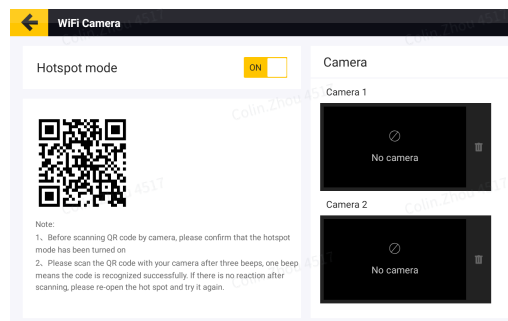 WiFi Camera
Hotspot mode
ON
Note:
1、Before scanning QR code by camera, please confirm that the hotspot
mode has been turned on
2、Please scan the QR code with your camera after three beeps, one beep
means the code is recognized successfully. If there is no reaction after
scanning, please re-open the hot spot and try it again.
Camera
Camera 1
No camera
Camera 2
No camera
Colin.Zhou 4517